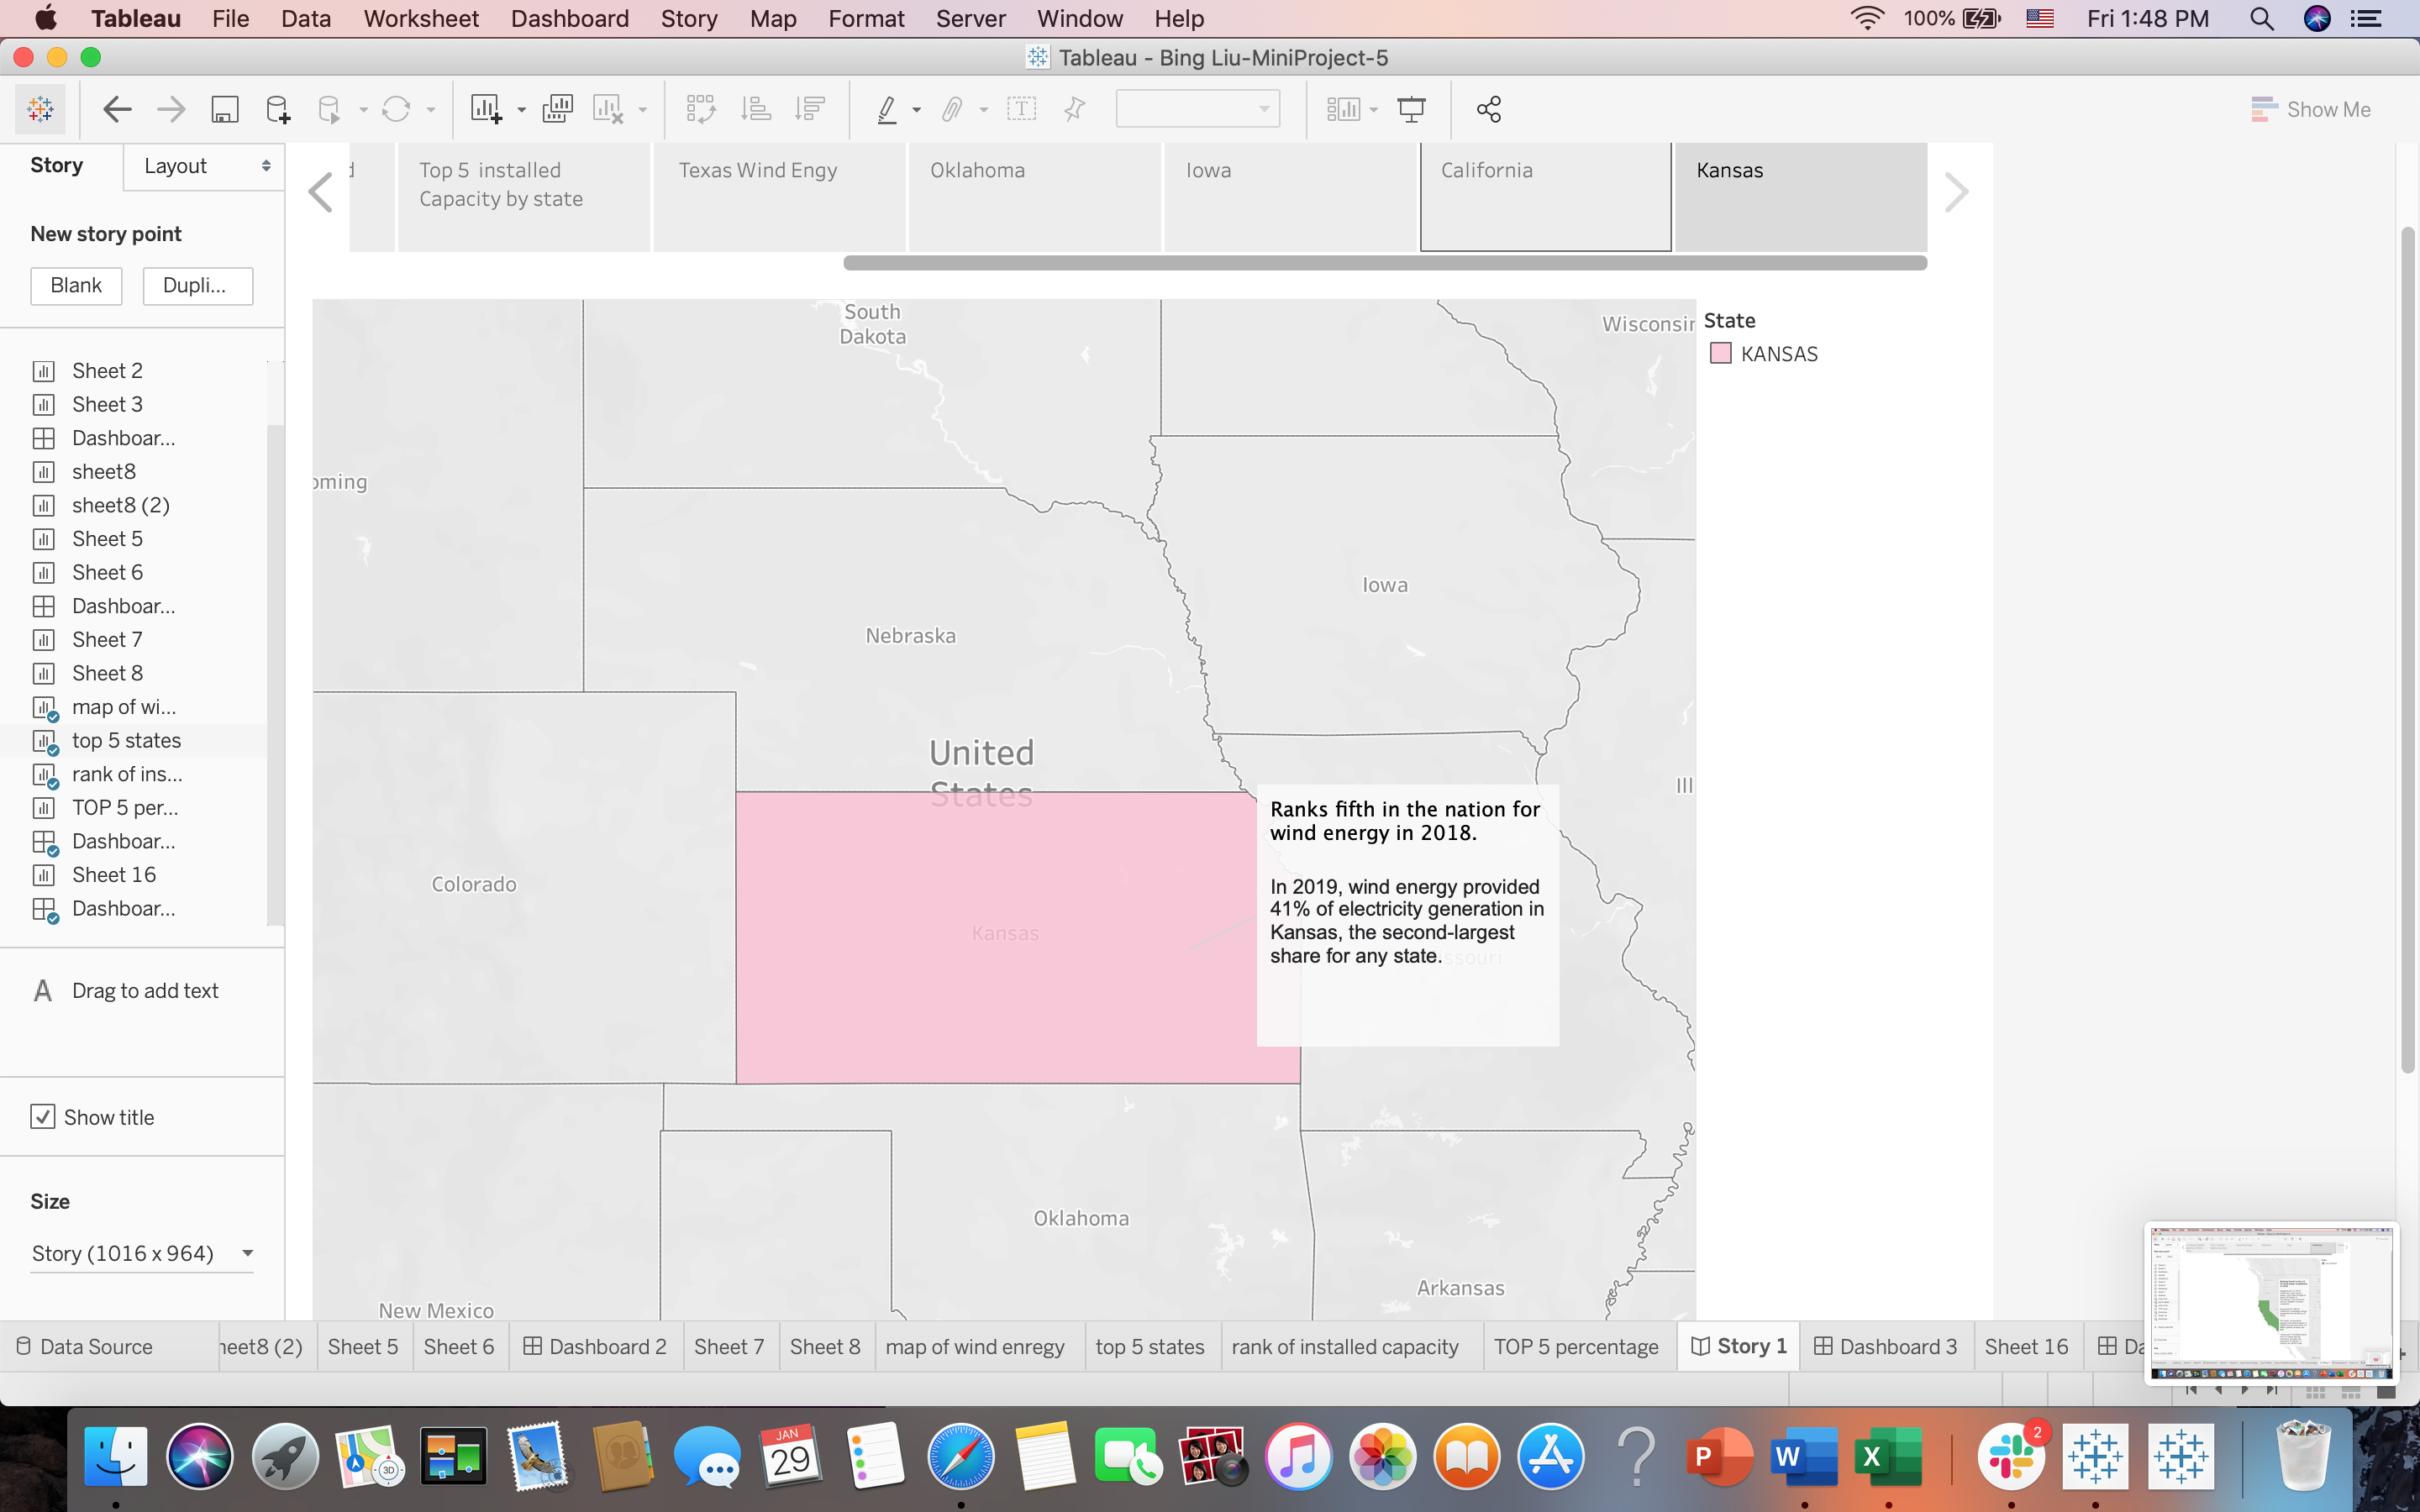 Tableau File Data Worksheet Dashboard Story Map Format Server Window Help 100% Fri 1:48 PM
Tableau - Bing Liu-MiniProject-5
Show Me
Story Layout
New story point
Blank Dupli...
Sheet 2
Sheet 3
Dashboar...
sheet8
sheet8 (2)
Sheet 5
Sheet 6
Dashboar...
Sheet 7
Sheet 8
map of wi...
top 5 states
rank of ins...
TOP 5 per...
Dashboar...
Sheet 16
Dashboar...
A Drag to add text
Show title
Size
Story (1016 x 964)
d
Top 5 installed
Capacity by state
Texas Wind Engy
Oklahoma
Iowa
California
Kansas
South
Dakota
Wisconsin
oming
Iowa
Nebraska
United
States
Ill
Colorado
Kansas
ssouri
Oklahoma
Arkansas
New Mexico
Ranks fifth in the nation for
wind energy in 2018.
In 2019, wind energy provided
41% of electricity generation in
Kansas, the second-largest
share for any state.
State
KANSAS
Data Source heet8 (2) Sheet 5 Sheet 6 Dashboard 2 Sheet 7 Sheet 8 map of wind enregy top 5 states rank of installed capacity TOP 5 percentage Story 1 Dashboard 3 Sheet 16 Da
JAN
29
3D
P
W
X
2